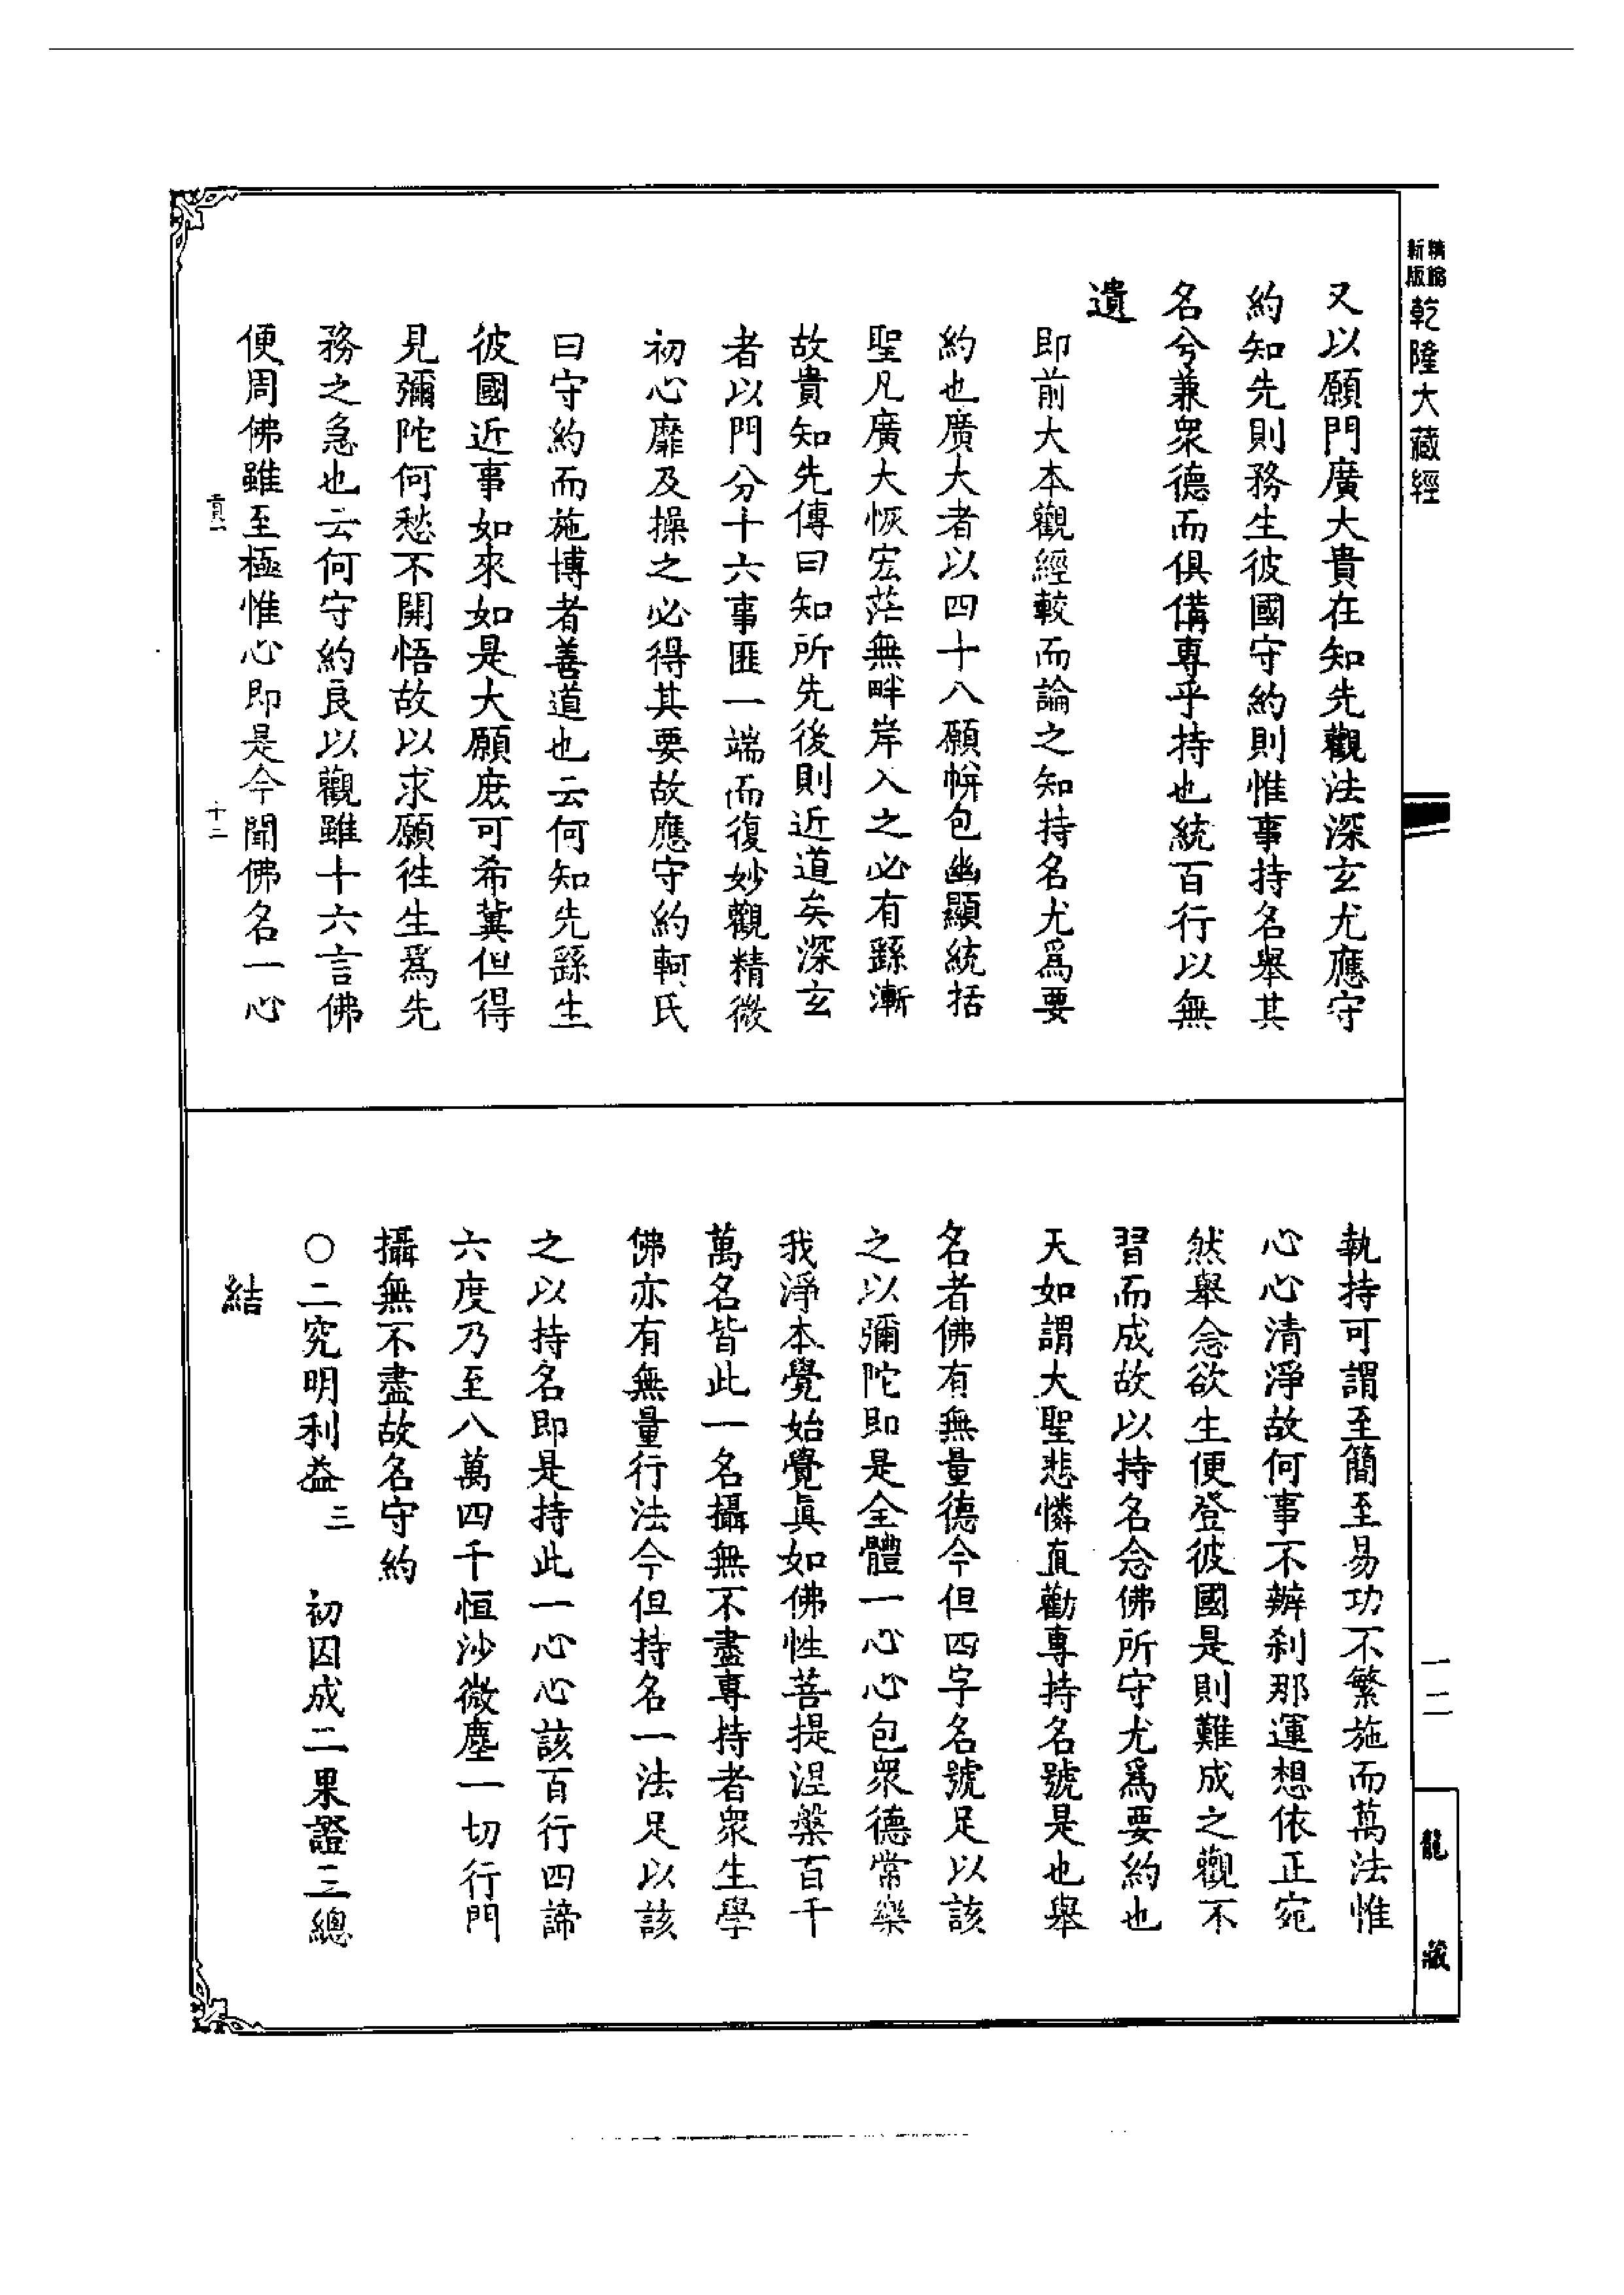 精縮
新版
乾隆大藏經
又以願門廣大貴在知先觀法深玄尤應守
約知先則務生彼國守約則惟事持名舉其
名兮兼衆德而俱備專乎持也統百行以無
遺
即前大本觀經較而論之知持名尤爲要
約也廣大者以四十八願帡包幽顯統括
聖凡廣大恢宏茫無畔岸入之必有繇漸
故貴知先傳曰知所先後則近道矣深玄
者以門分十六事匪一端而復妙觀精微
初心靡及操之必得其要故應守約軻氏
曰守約而施博者善道也云何知先繇生
彼國近事如來如是大願庶可希冀但得
見彌陀何愁不開悟故以求願往生爲先
務之急也云何守約良以觀雖十六言佛
便周佛雖至極惟心即是今聞佛名一心
貢一
十二
執持可謂至簡至易功不繁施而萬法惟
心心清淨故何事不辦刹那運想依正宛
然舉念欲生便登彼國是則難成之觀不
習而成故以持名念佛所守尤爲要約也
天如謂大聖悲憐直勸專持名號是也舉
名者佛有無量德今但四字名號足以該
之以彌陀即是全體一心心包衆德常樂
我淨本覺始覺眞如佛性菩提涅槃百千
萬名皆此一名攝無不盡專持者衆生學
佛亦有無量行法今但持名一法足以該
之以持名即是持此一心心該百行四諦
六度乃至八萬四千恒沙微塵一切行門
攝無不盡故名守約
○二究明利益三　初因成二果證三總
結
一二
龍藏